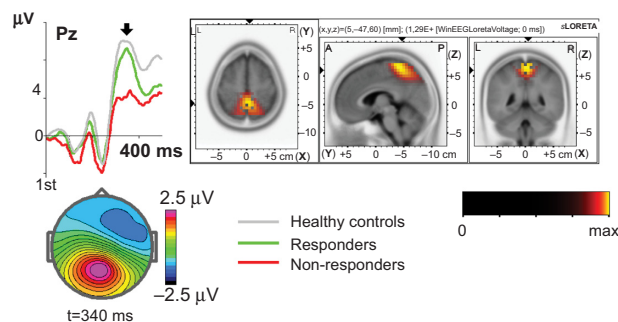 μV
Pz
4
0
400 ms
1st
(x,y,z)=(5,-47,60) [mm] ; (1,29E+ [WinEEGLoretaVoltage; 0 ms])
sLORETA
L R (Y)
+5
0
−5
−10
−5 0 +5 cm (X)
A P (Z)
+5
0
−5
(Y) +5 0 −5 −10 cm
L R (Z)
+5
0
−5
−5 0 +5 cm (X)
2.5 μV
−2.5 μV
t=340 ms
Healthy controls
Responders
Non-responders
0 max